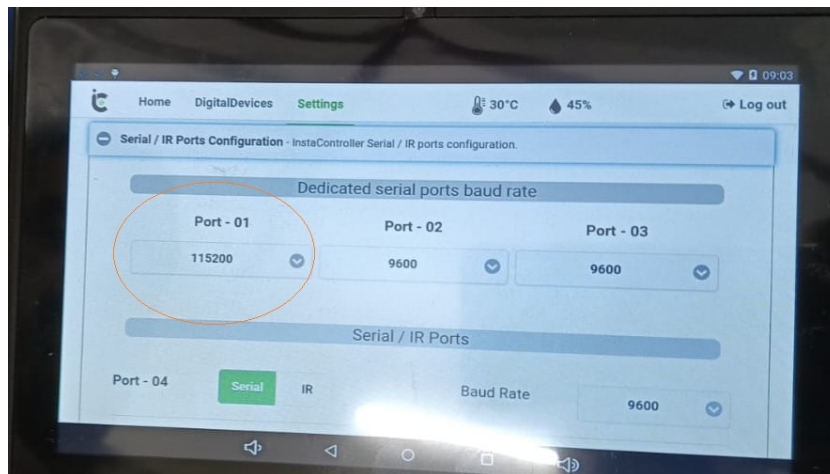 09:03
ic Home DigitalDevices Settings 30°C 45% Log out
Serial / IR Ports Configuration - InstaController Serial / IR ports configuration.
Dedicated serial ports baud rate
Port - 01 Port - 02 Port - 03
115200 9600 9600
Serial / IR Ports
Port - 04 Serial IR Baud Rate 9600